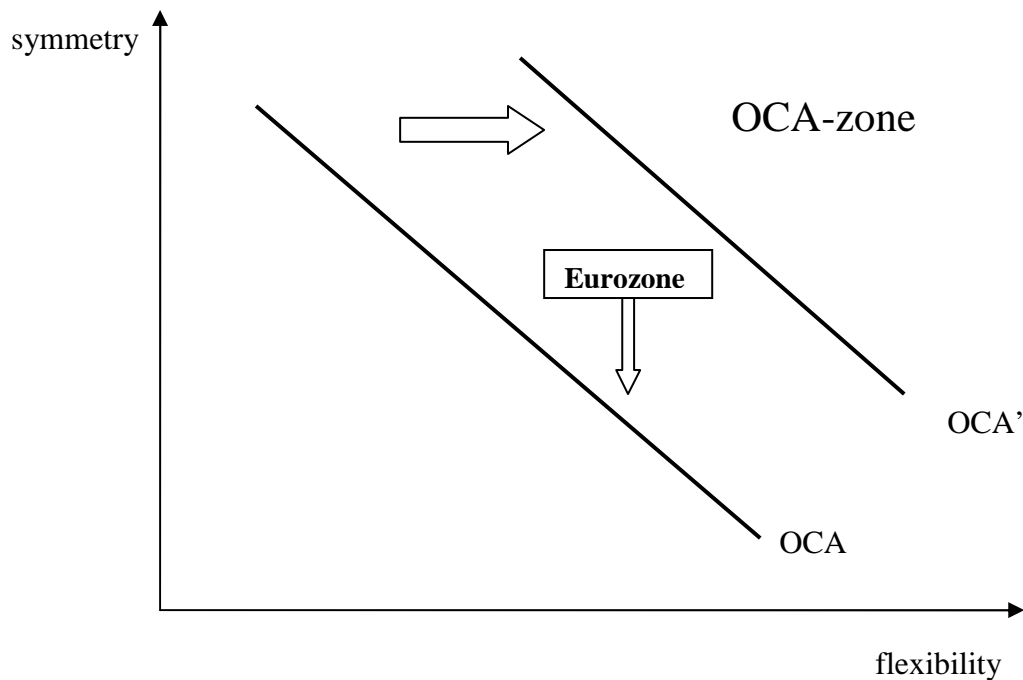 symmetry
OCA-zone
Eurozone
OCA’
OCA
flexibility